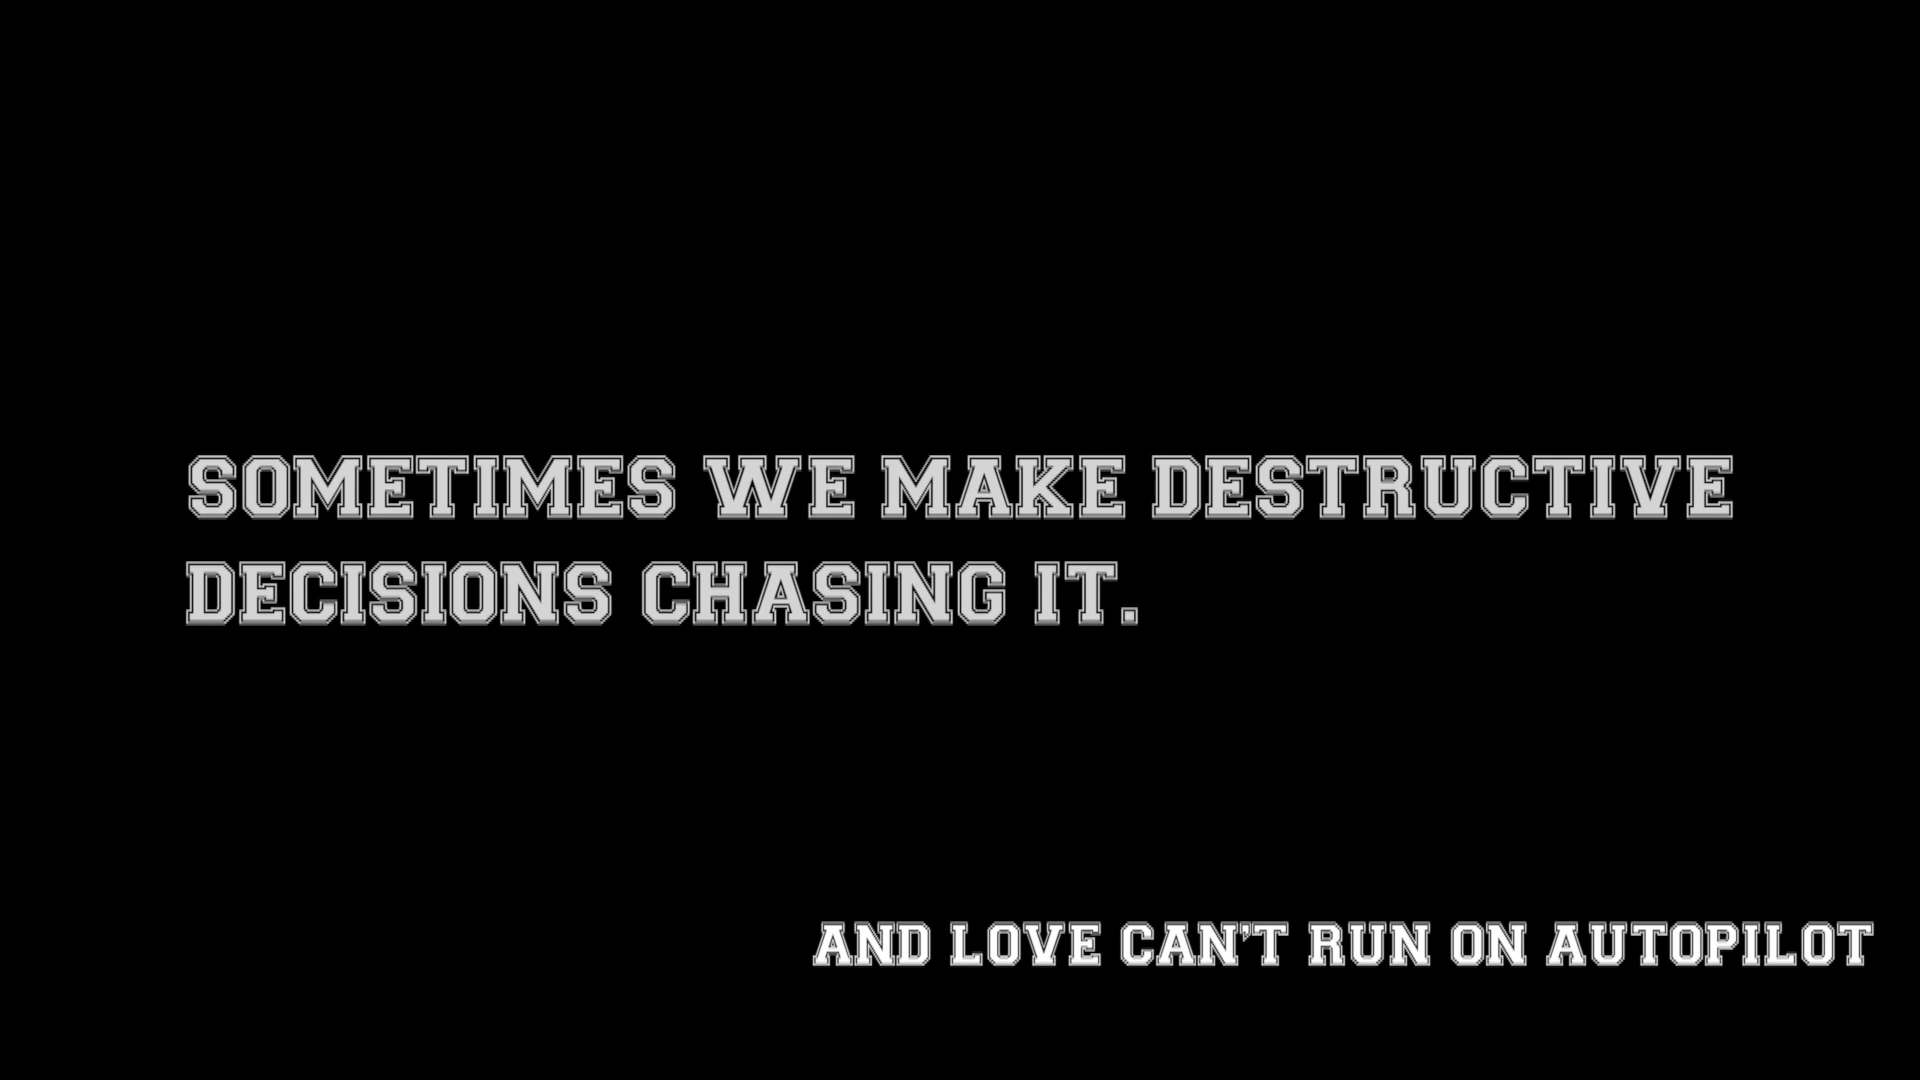 SOMETIMES WE MAKE DESTRUCTIVE
DECISIONS CHASING IT.
AND LOVE CAN'T RUN ON AUTOPILOT